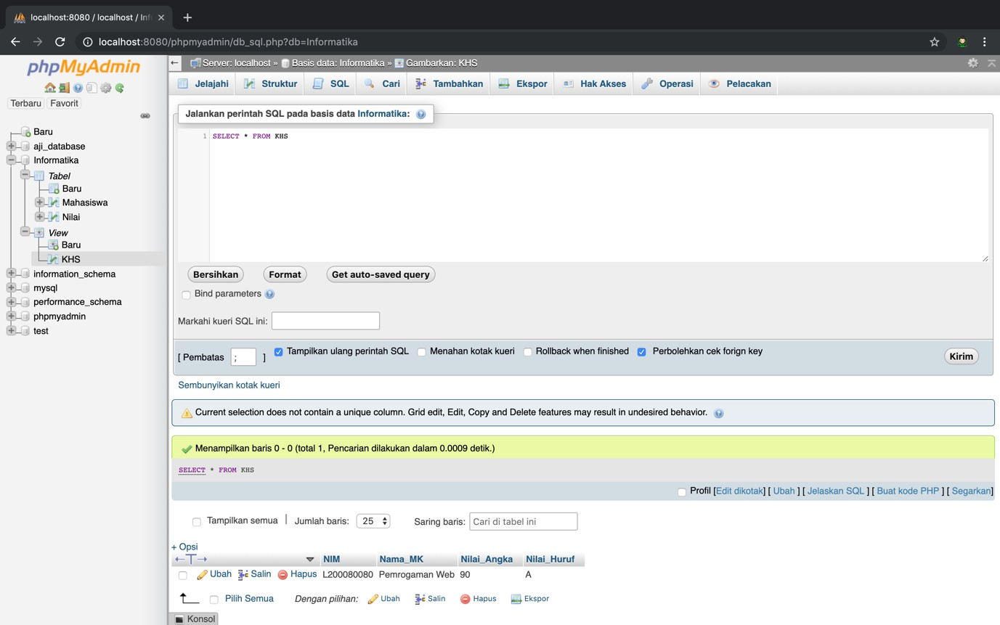 localhost:8080 / localhost / Inf
localhost:8080/phpmyadmin/db_sql.php?db=Informatika
phpMyAdmin
Terbaru Favorit
Baru
aji_database
Informatika
Tabel
Baru
Mahasiswa
Nilai
View
Baru
KHS
information_schema
mysql
performance_schema
phpmyadmin
test
Server: localhost » Basis data: Informatika » Gambarkan: KHS
Jelajahi Struktur SQL Cari Tambahkan Ekspor Hak Akses Operasi Pelacakan
Jalankan perintah SQL pada basis data Informatika:
1 SELECT * FROM KHS
Bersihkan Format Get auto-saved query
Bind parameters
Markahi kueri SQL ini:
[ Pembatas ; ] Tampilkan ulang perintah SQL Menahan kotak kueri Rollback when finished Perbolehkan cek forign key Kirim
Sembunyikan kotak kueri
Current selection does not contain a unique column. Grid edit, Edit, Copy and Delete features may result in undesired behavior.
Menampilkan baris 0 - 0 (total 1, Pencarian dilakukan dalam 0.0009 detik.)
SELECT * FROM KHS
Profil [Edit dikotak] [ Ubah ] [ Jelaskan SQL ] [ Buat kode PHP ] [ Segarkan]
Tampilkan semua | Jumlah baris: 25 Saring baris: Cari di tabel ini
+ Opsi
←T→ NIM Nama_MK Nilai_Angka Nilai_Huruf
Ubah Salin Hapus L200080080 Pemrogaman Web 90 A
Pilih Semua Dengan pilihan: Ubah Salin Hapus Ekspor
Konsol